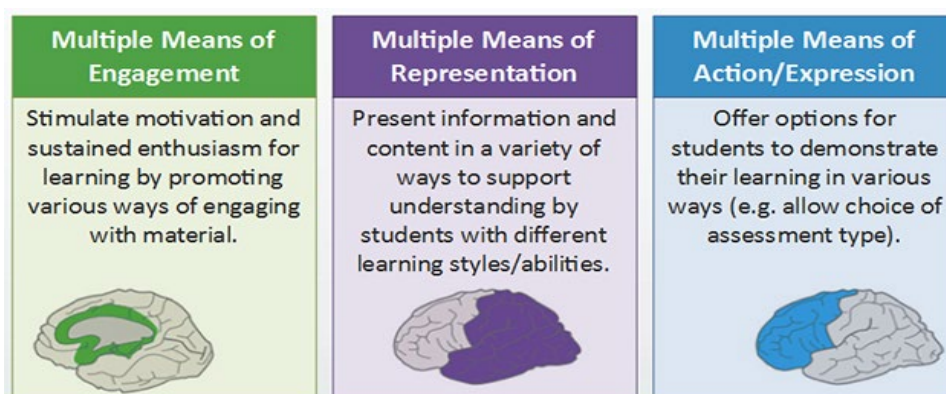 Multiple Means of
Engagement
Stimulate motivation and
sustained enthusiasm for
learning by promoting
various ways of engaging
with material.
Multiple Means of
Representation
Present information and
content in a variety of
ways to support
understanding by
students with different
learning styles/abilities.
Multiple Means of
Action/Expression
Offer options for
students to demonstrate
their learning in various
ways (e.g. allow choice of
assessment type).